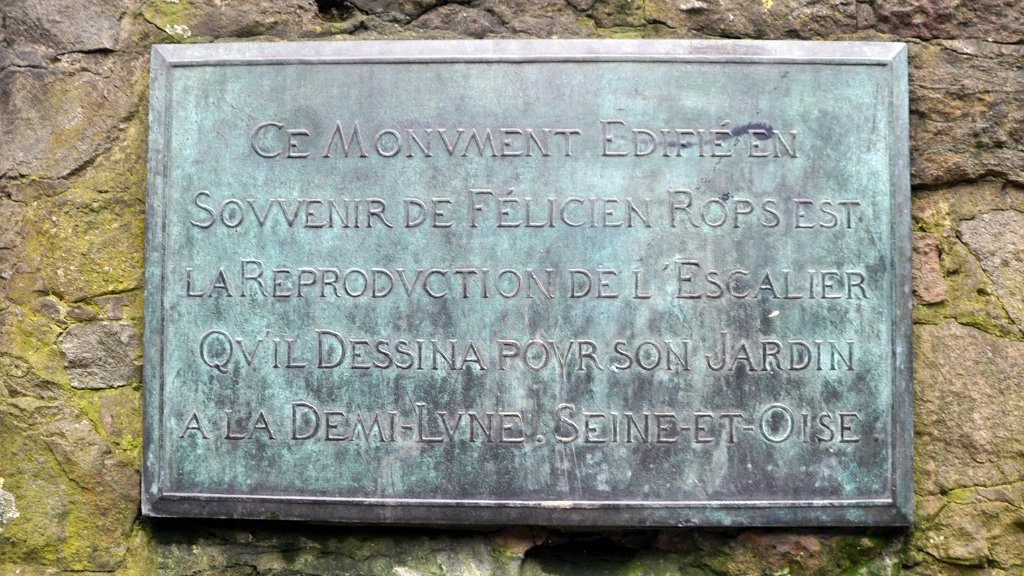 CE MONVMENT EDIFIÉ EN
SOVVENIR DE FÉLICIEN ROPS EST
LA REPRODVCTION DE L'ESCALIER
QV'IL DESSINA POVR SON JARDIN
A LA DEMI-LVNE. SEINE-ET-OISE.